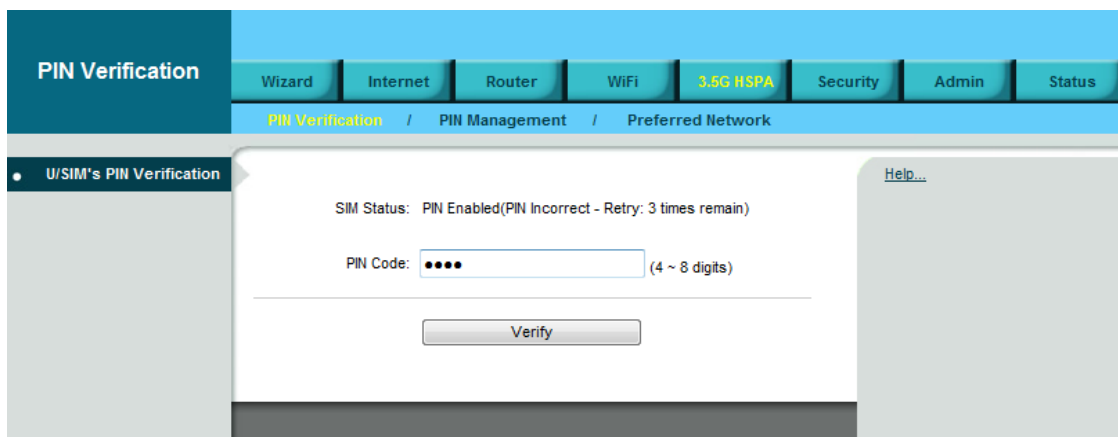 PIN Verification
Wizard Internet Router WiFi 3.5G HSPA Security Admin Status
PIN Verification / PIN Management / Preferred Network
U/SIM's PIN Verification
Help...
SIM Status: PIN Enabled(PIN Incorrect - Retry: 3 times remain)
PIN Code: •••• (4 ~ 8 digits)
Verify